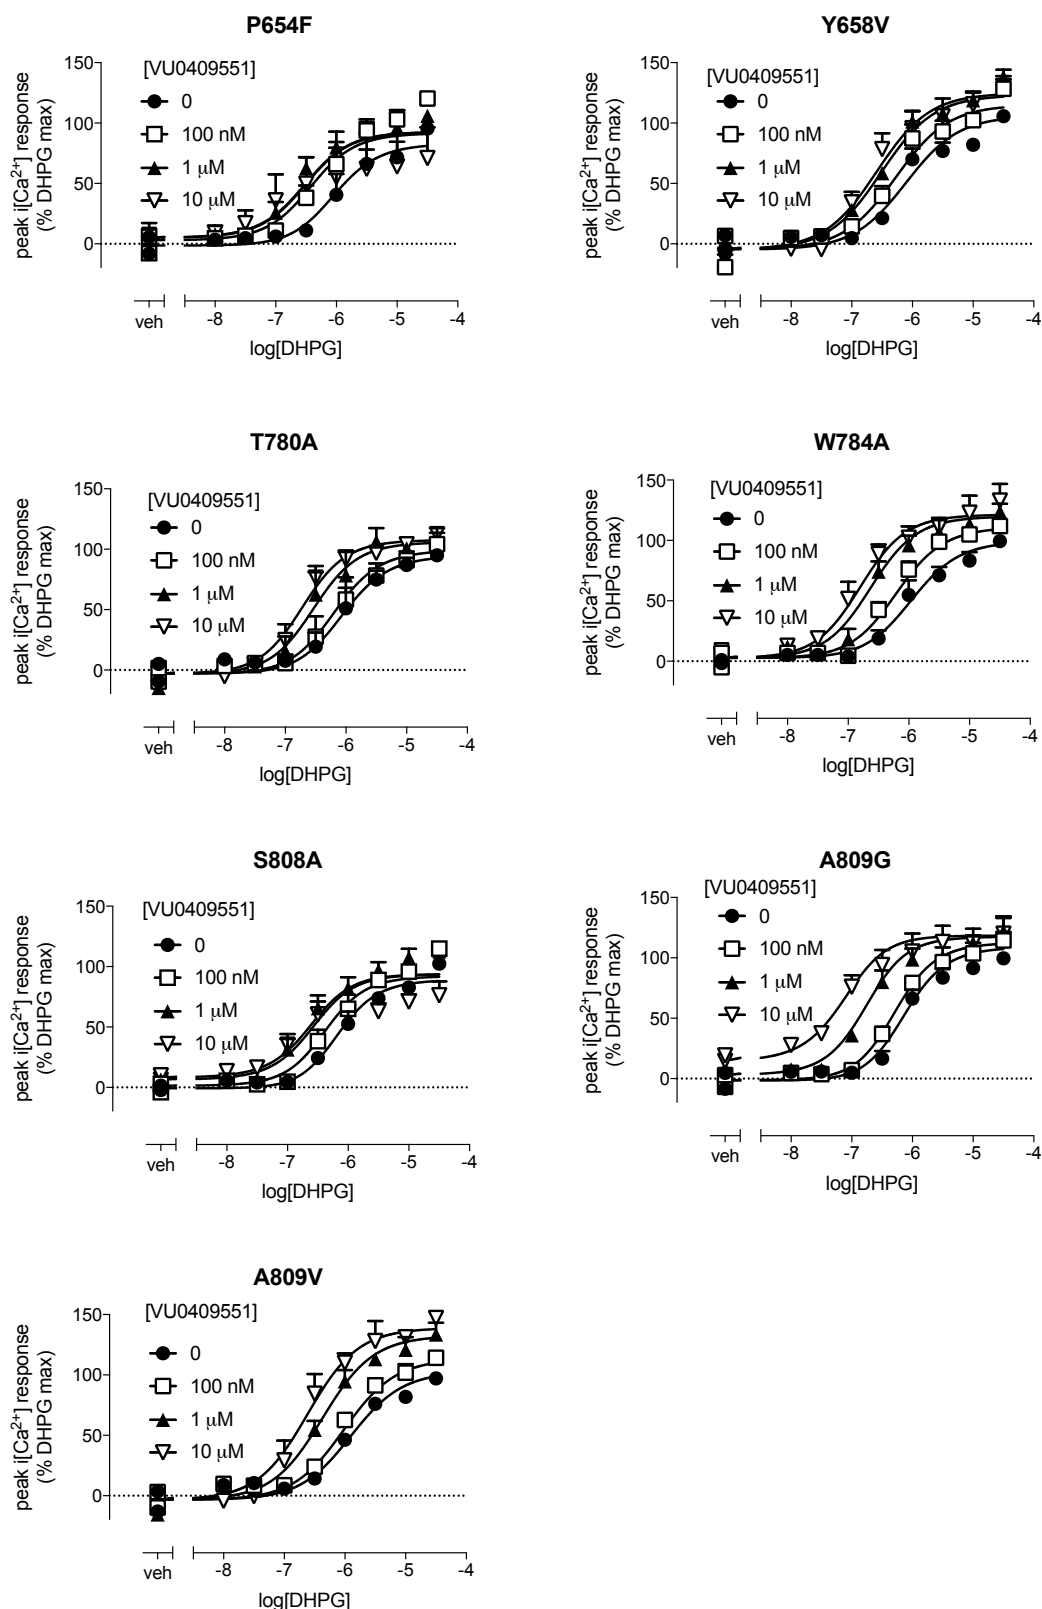 P654F
peak i[Ca²⁺] response
(% DHPG max)
150
100
50
0
[VU0409551]
0
100 nM
1 μM
10 μM
veh
-8
-7
-6
-5
-4
log[DHPG]
Y658V
peak i[Ca²⁺] response
(% DHPG max)
150
100
50
0
[VU0409551]
0
100 nM
1 μM
10 μM
veh
-8
-7
-6
-5
-4
log[DHPG]
T780A
peak i[Ca²⁺] response
(% DHPG max)
150
100
50
0
[VU0409551]
0
100 nM
1 μM
10 μM
veh
-8
-7
-6
-5
-4
log[DHPG]
W784A
peak i[Ca²⁺] response
(% DHPG max)
150
100
50
0
[VU0409551]
0
100 nM
1 μM
10 μM
veh
-8
-7
-6
-5
-4
log[DHPG]
S808A
peak i[Ca²⁺] response
(% DHPG max)
150
100
50
0
[VU0409551]
0
100 nM
1 μM
10 μM
veh
-8
-7
-6
-5
-4
log[DHPG]
A809G
peak i[Ca²⁺] response
(% DHPG max)
150
100
50
0
[VU0409551]
0
100 nM
1 μM
10 μM
veh
-8
-7
-6
-5
-4
log[DHPG]
A809V
peak i[Ca²⁺] response
(% DHPG max)
150
100
50
0
[VU0409551]
0
100 nM
1 μM
10 μM
veh
-8
-7
-6
-5
-4
log[DHPG]